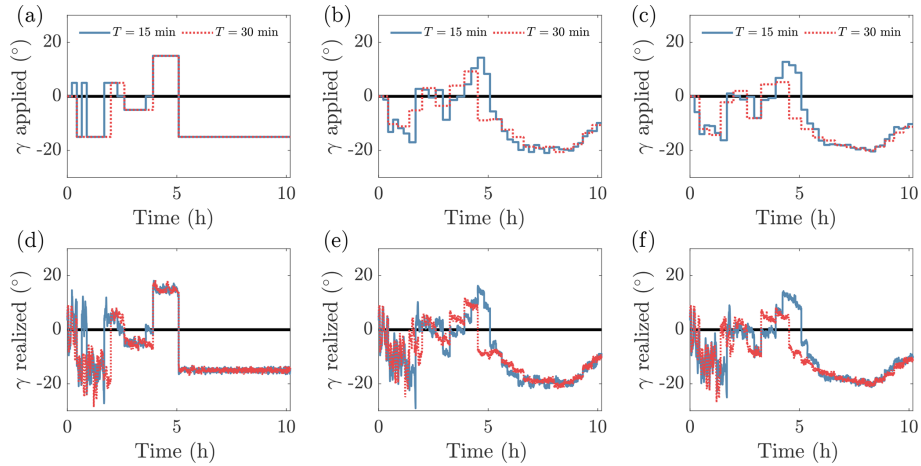 (a) (b) (c)
T = 15 min T = 30 min T = 15 min T = 30 min T = 15 min T = 30 min
20 20 20
0 0 0
-20 -20 -20
γ applied (°) γ applied (°) γ applied (°)
0 5 10 0 5 10 0 5 10
Time (h) Time (h) Time (h)
(d) (e) (f)
20 20 20
0 0 0
-20 -20 -20
γ realized (°) γ realized (°) γ realized (°)
0 5 10 0 5 10 0 5 10
Time (h) Time (h) Time (h)